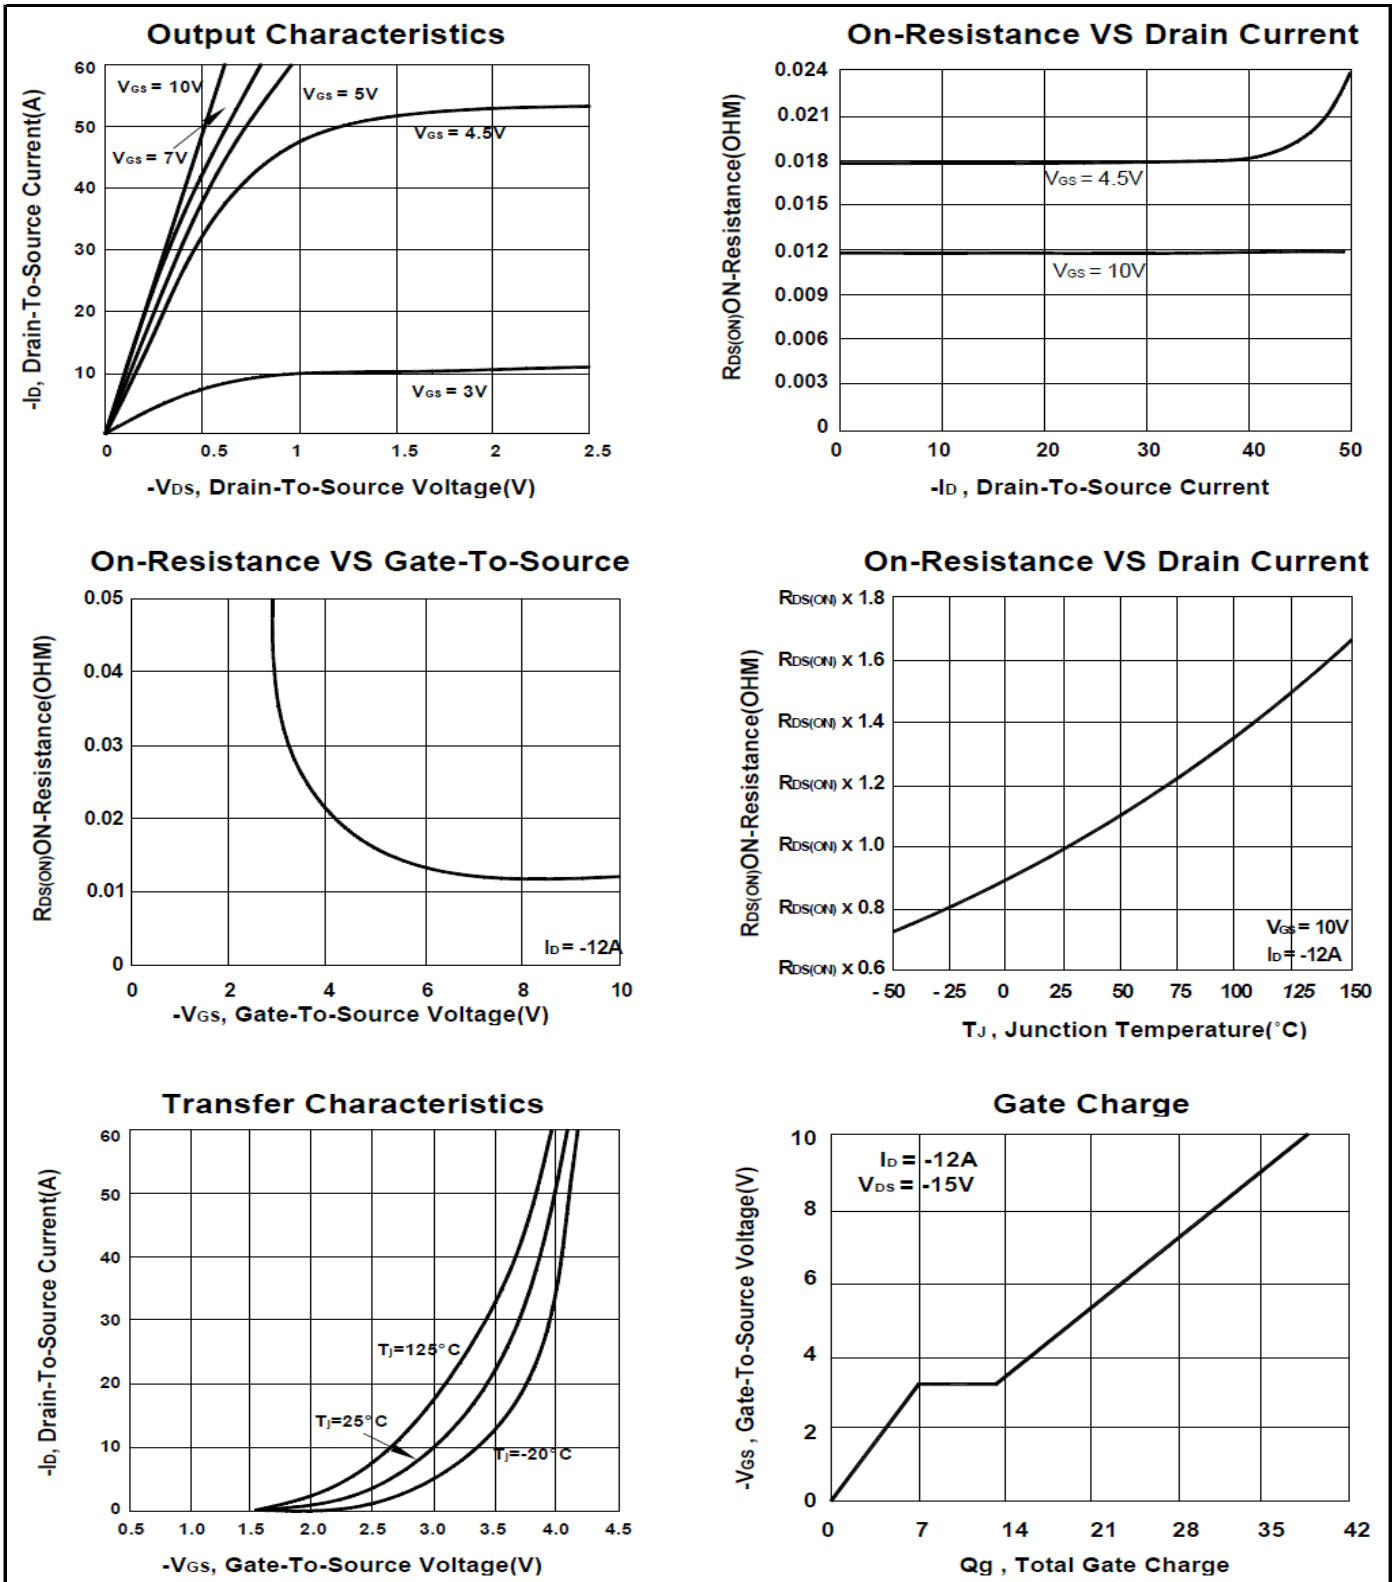 Output Characteristics
-ID, Drain-To-Source Current(A)
60
50
40
30
20
10
0
0.5
1
1.5
2
2.5
VGS = 10V
VGS = 7V
VGS = 5V
VGS = 4.5V
VGS = 3V
-VDS, Drain-To-Source Voltage(V)
On-Resistance VS Drain Current
RDS(ON)ON-Resistance(OHM)
0.024
0.021
0.018
0.015
0.012
0.009
0.006
0.003
0
0
10
20
30
40
50
VGS = 4.5V
VGS = 10V
-ID , Drain-To-Source Current
On-Resistance VS Gate-To-Source
RDS(ON)ON-Resistance(OHM)
0.05
0.04
0.03
0.02
0.01
0
0
2
4
6
8
10
ID = -12A
-VGS, Gate-To-Source Voltage(V)
On-Resistance VS Drain Current
RDS(ON)ON-Resistance(OHM)
RDS(ON) x 1.8
RDS(ON) x 1.6
RDS(ON) x 1.4
RDS(ON) x 1.2
RDS(ON) x 1.0
RDS(ON) x 0.8
RDS(ON) x 0.6
-50
-25
0
25
50
75
100
125
150
VGS = 10V
ID = -12A
TJ , Junction Temperature(°C)
Transfer Characteristics
-ID, Drain-To-Source Current(A)
60
50
40
30
20
10
0
0.5
1.0
1.5
2.0
2.5
3.0
3.5
4.0
4.5
Tj=125°C
Tj=25°C
Tj=-20°C
-VGS, Gate-To-Source Voltage(V)
Gate Charge
-VGS , Gate-To-Source Voltage(V)
10
8
6
4
2
0
0
7
14
21
28
35
42
ID = -12A
VDS = -15V
Qg , Total Gate Charge